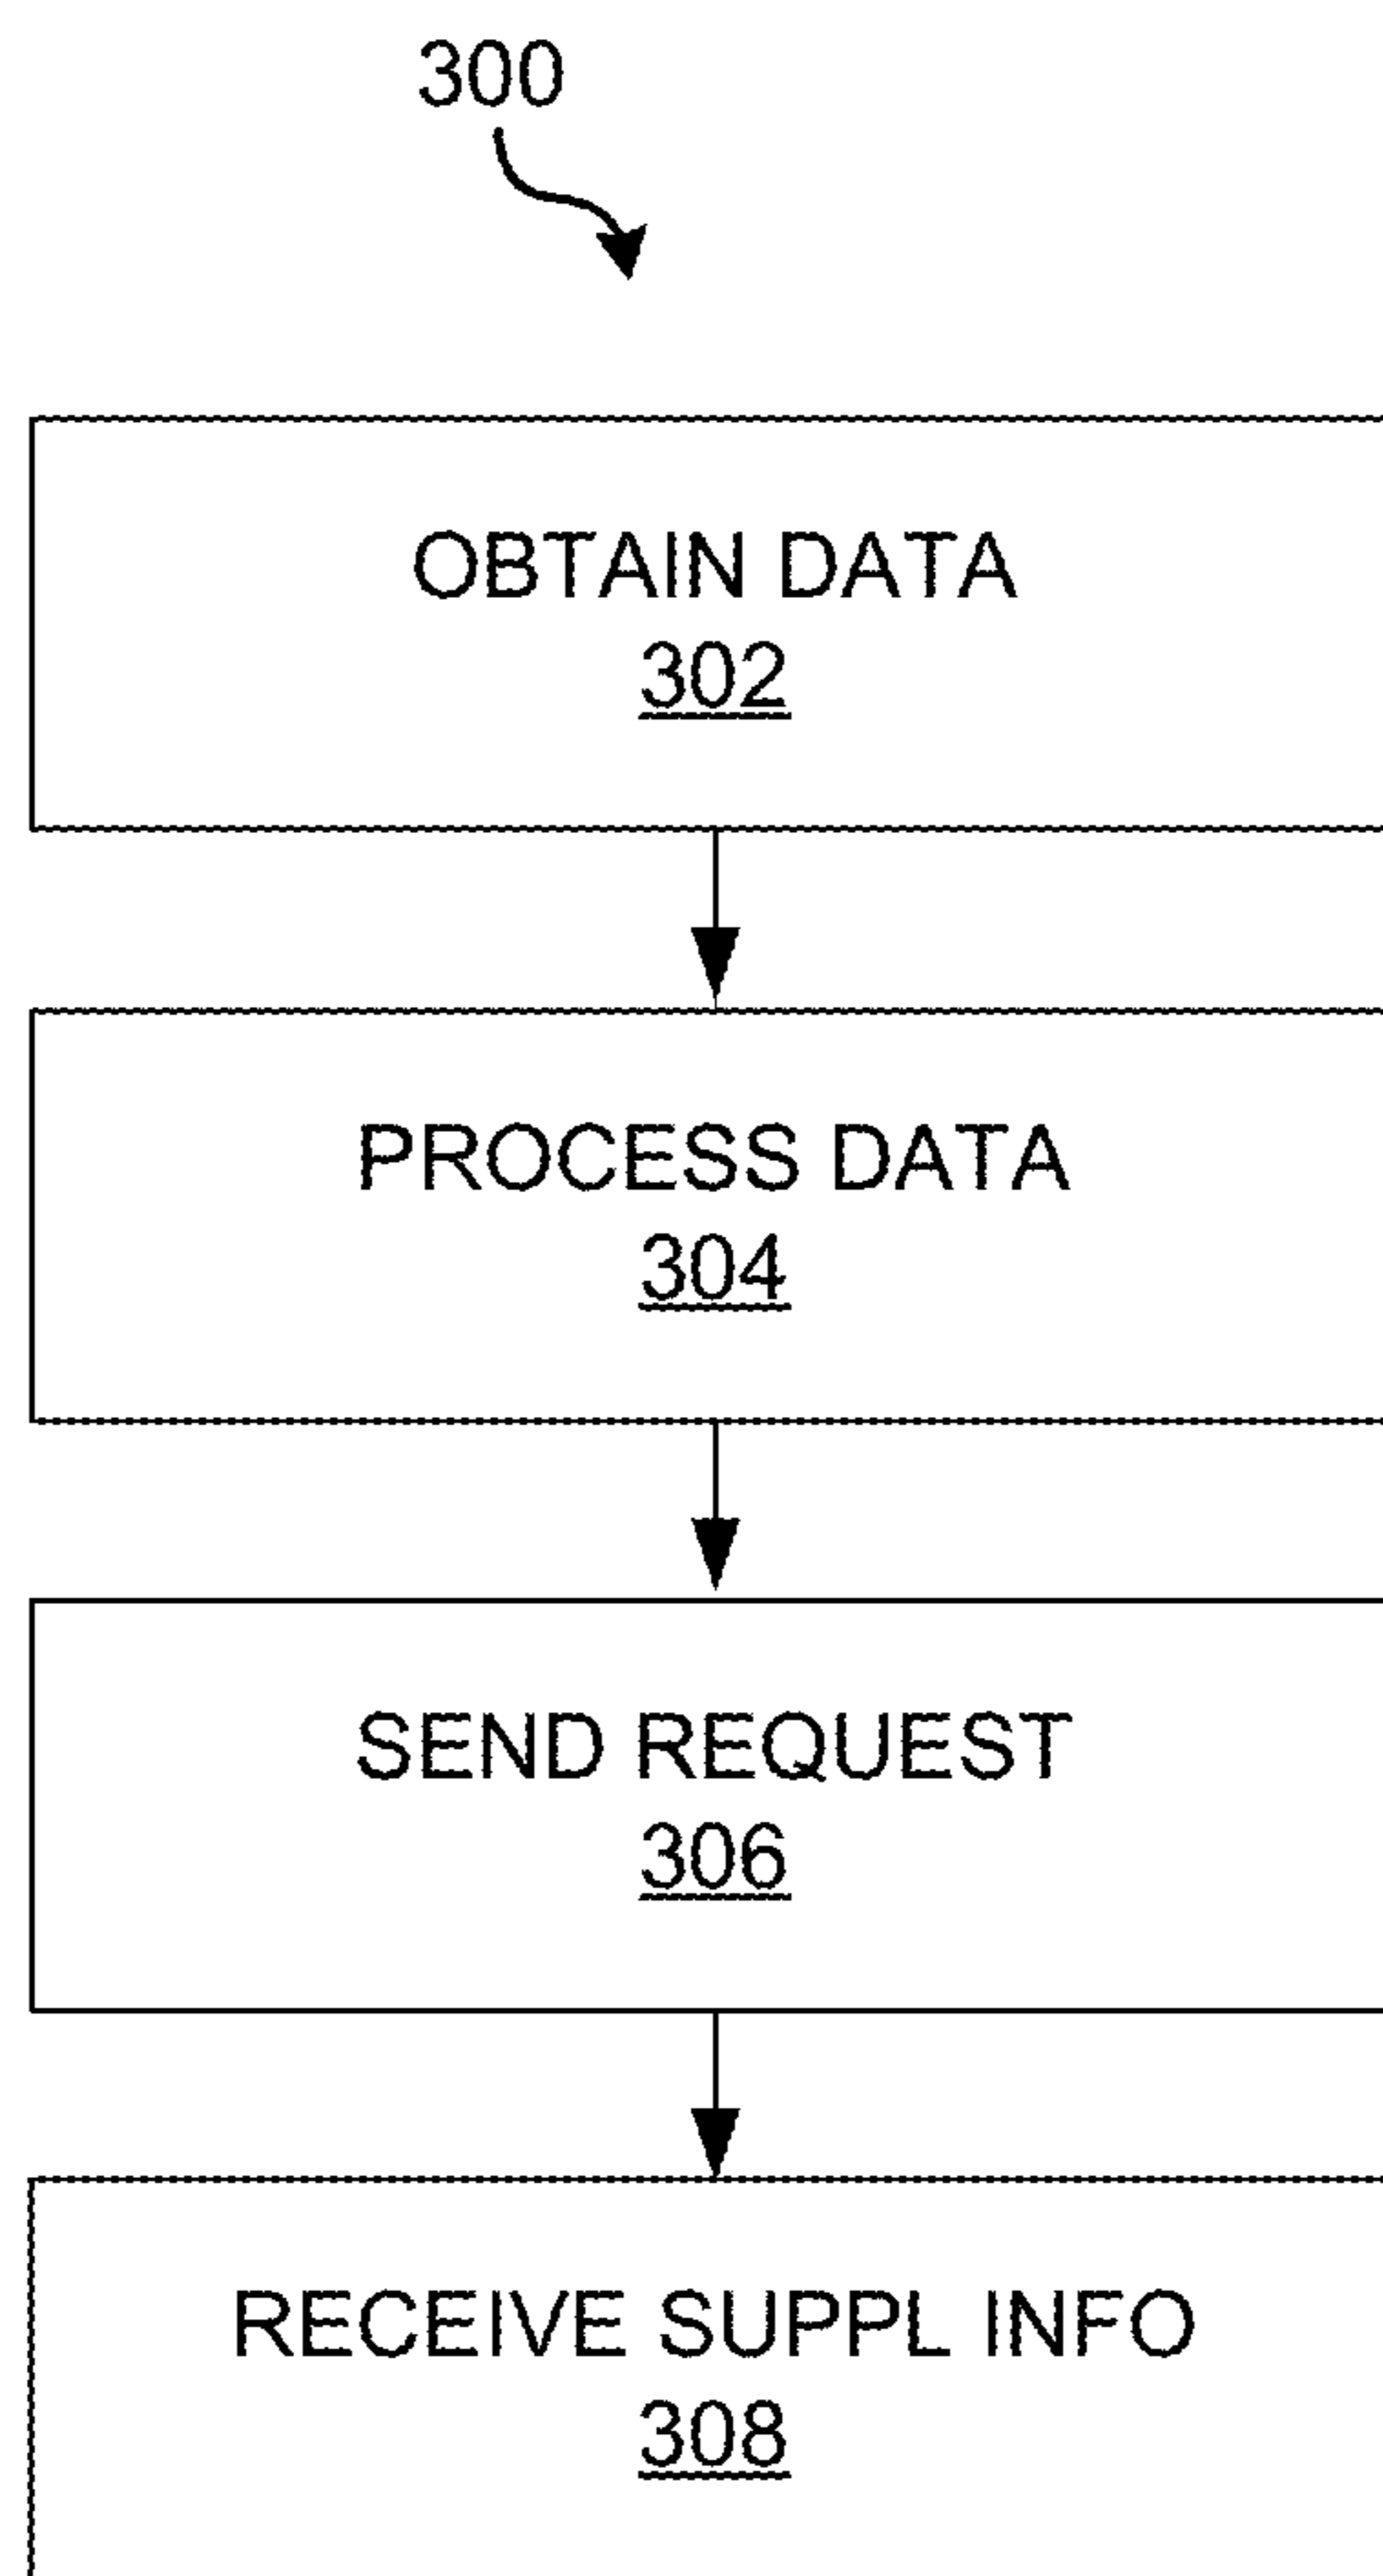 300
OBTAIN DATA
302
PROCESS DATA
304
SEND REQUEST
306
RECEIVE SUPPL INFO
308